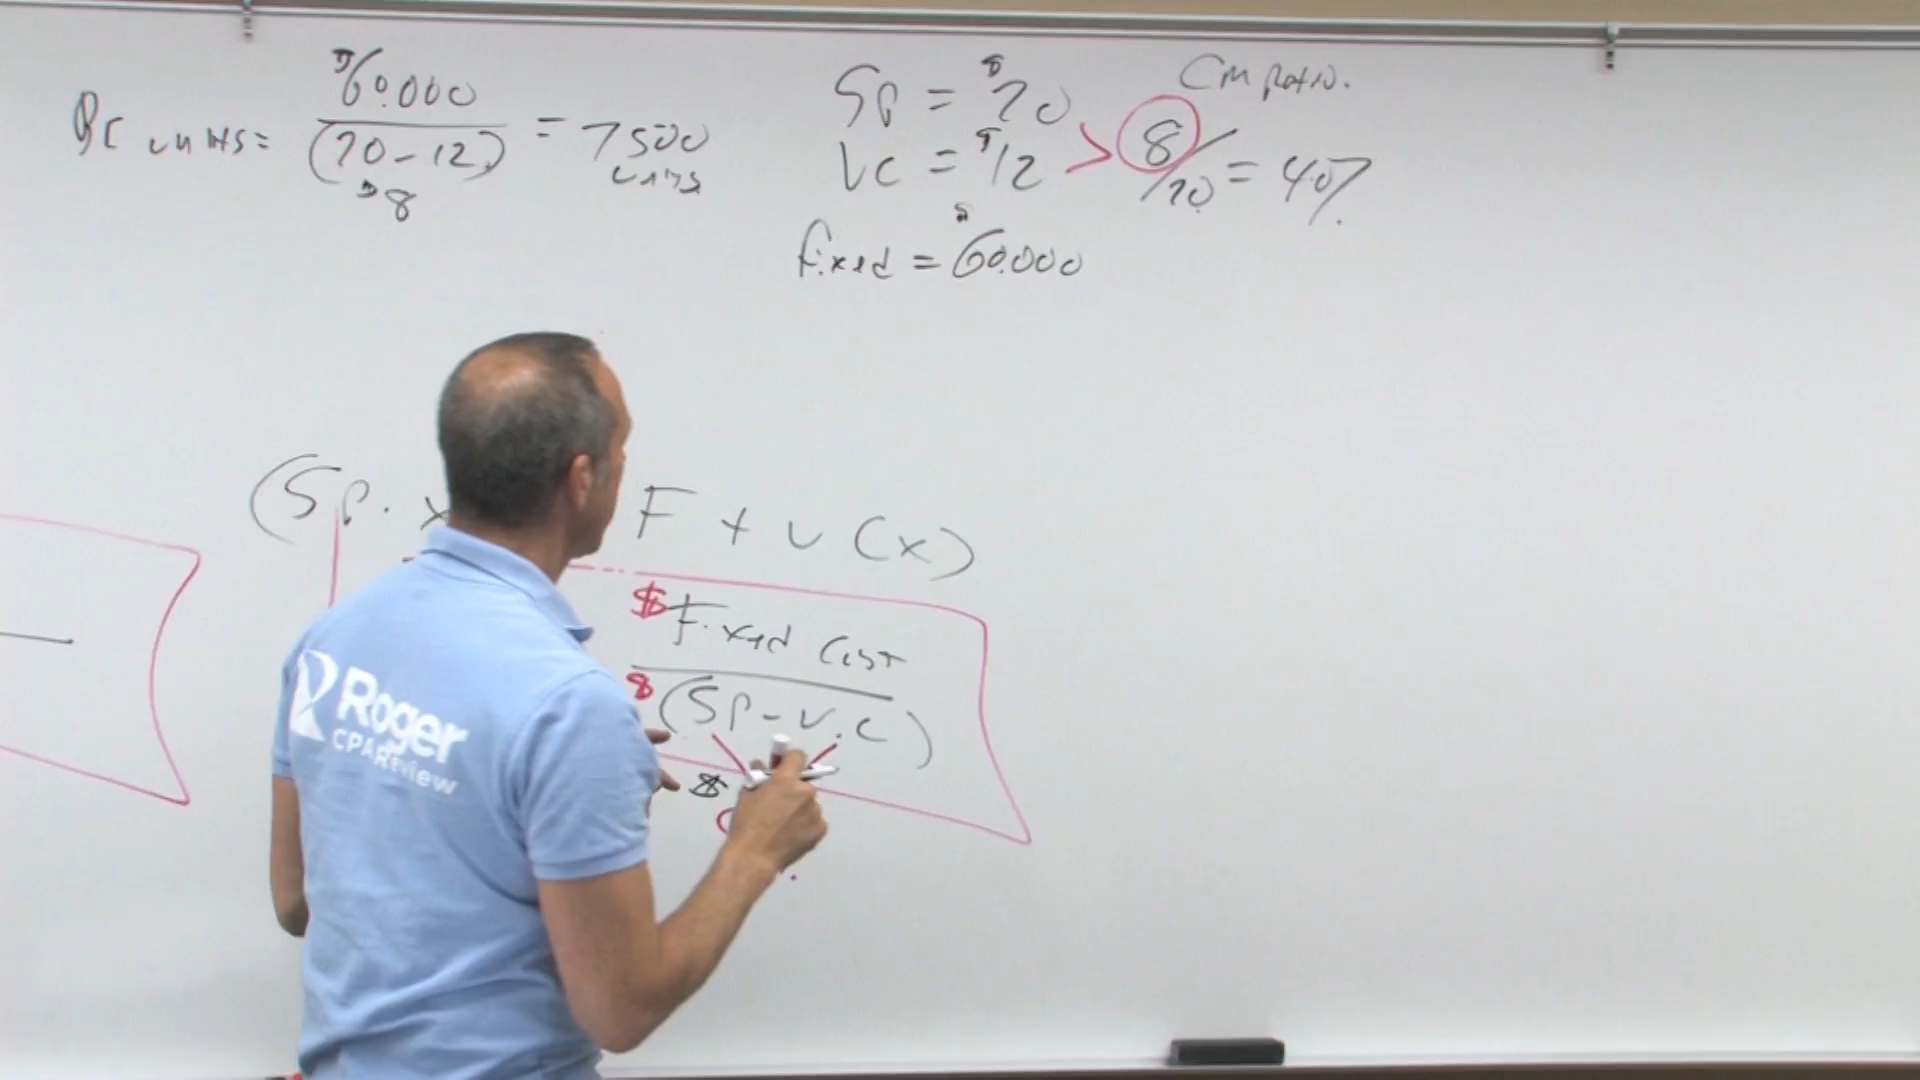 $60.000
BE units = (20 - 12) = 7500
units
$8
Sp = $20
VC = $12
fixed = $60.000
Cm Ratio.
8/20 = 40%
(Sp. x
F + v (x)
$ Fixed Cost
$ (Sp - v.c)
$
Roger
CPA Review